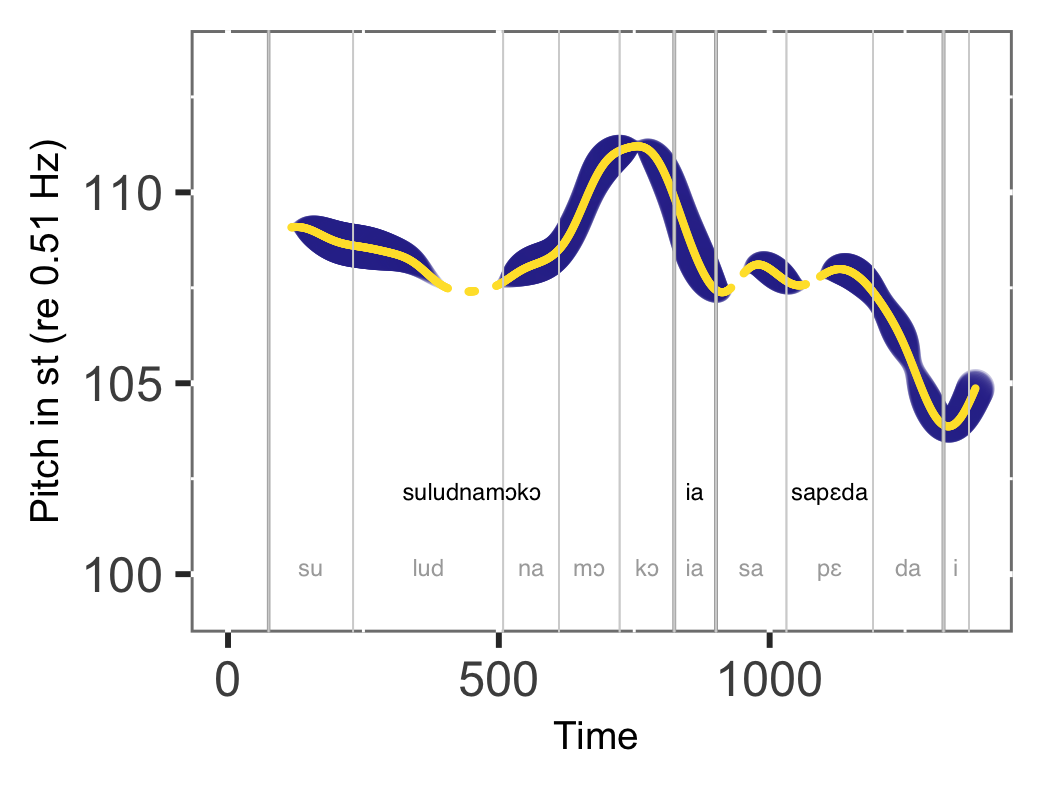 Pitch in st (re 0.51 Hz)
110
105
100
suludnamɔkɔ ia sapɛda
su lud na mɔ kɔ ia sa pɛ da i
0 500 1000
Time